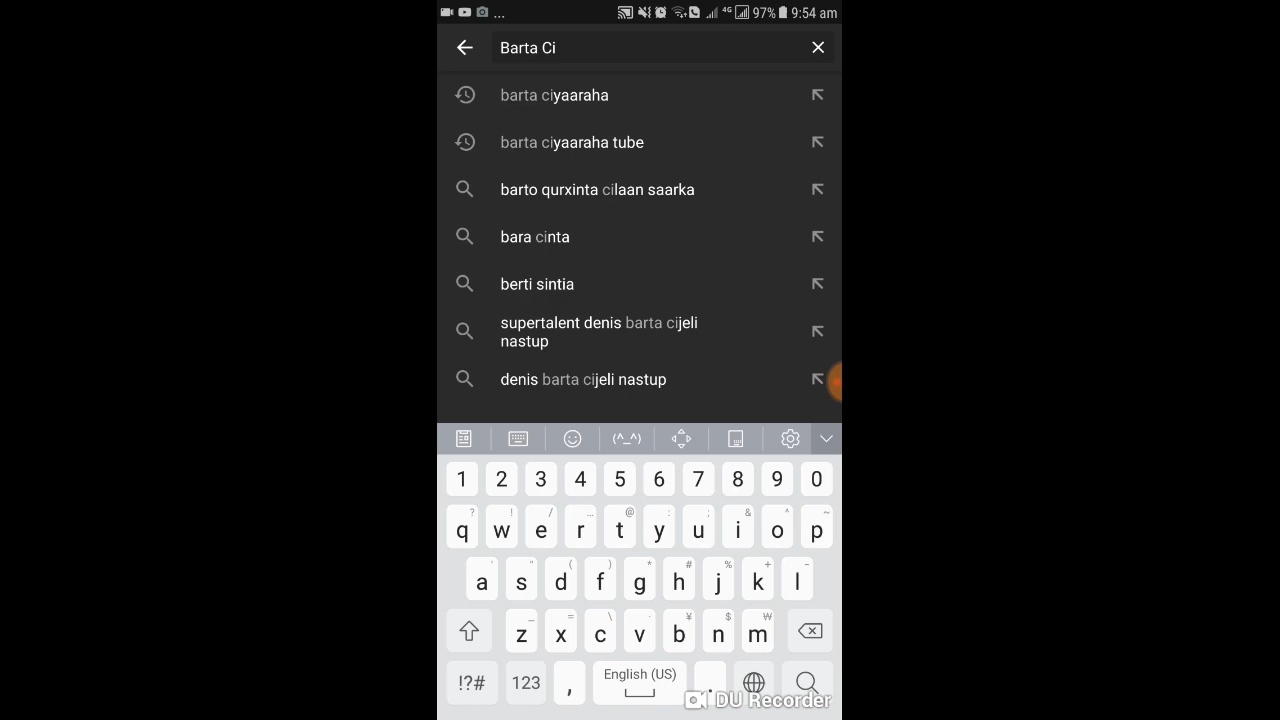 ... 4G 97% 9:54 am
Barta Ci
barta ciyaaraha
barta ciyaaraha tube
barto qurxinta cilaan saarka
bara cinta
berti sintia
supertalent denis barta cijeli
nastup
denis barta cijeli nastup
(^_^)
1 2 3 4 5 6 7 8 9 0
? ! / ... @ : ; & ^ ~
q w e r t y u i o p
' " ( ) * # % + -
a s d f g h j k l
_ = \ · ¥ $ ₩
z x c v b n m
!?# 123 , English (US) .
DU Recorder